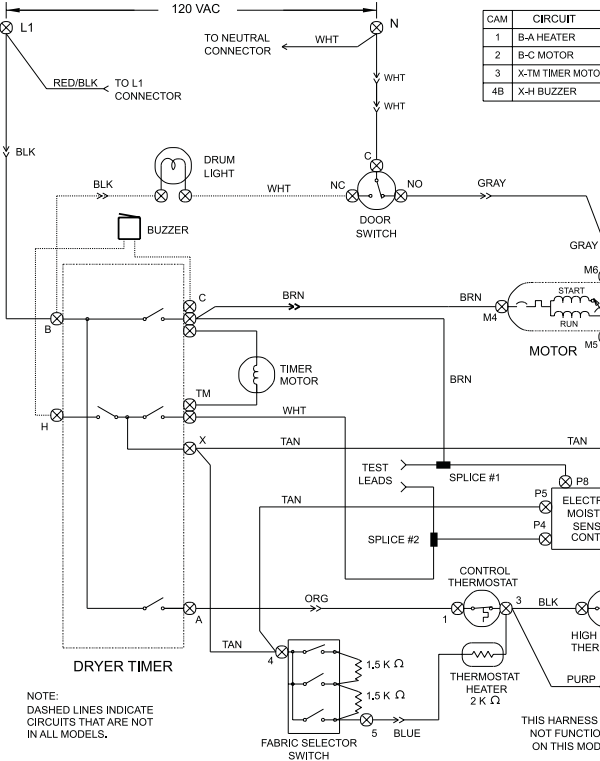 120 VAC
L1
N
TO NEUTRAL
CONNECTOR
WHT
RED/BLK
TO L1
CONNECTOR
WHT
WHT
BLK
CAM CIRCUIT
1 B-A HEATER
2 B-C MOTOR
3 X-TM TIMER MOTO
4B X-H BUZZER
DRUM
LIGHT
C
BLK
WHT
NC
NO
GRAY
DOOR
SWITCH
BUZZER
GRAY
M6
C
BRN
BRN
START
RUN
M4
M5
MOTOR
B
TIMER
MOTOR
BRN
TM
WHT
H
X
TAN
TAN
TEST
LEADS
SPLICE #1
P8
TAN
P5
ELECTR
MOIST
SENS
CONT
P4
SPLICE #2
CONTROL
THERMOSTAT
ORG
3
BLK
A
1
HIGH
THER
TAN
4
DRYER TIMER
1.5 K Ω
THERMOSTAT
HEATER
2 K Ω
PURP
1.5 K Ω
NOTE:
DASHED LINES INDICATE
CIRCUITS THAT ARE NOT
IN ALL MODELS.
5
BLUE
FABRIC SELECTOR
SWITCH
THIS HARNESS
NOT FUNCTIO
ON THIS MOD